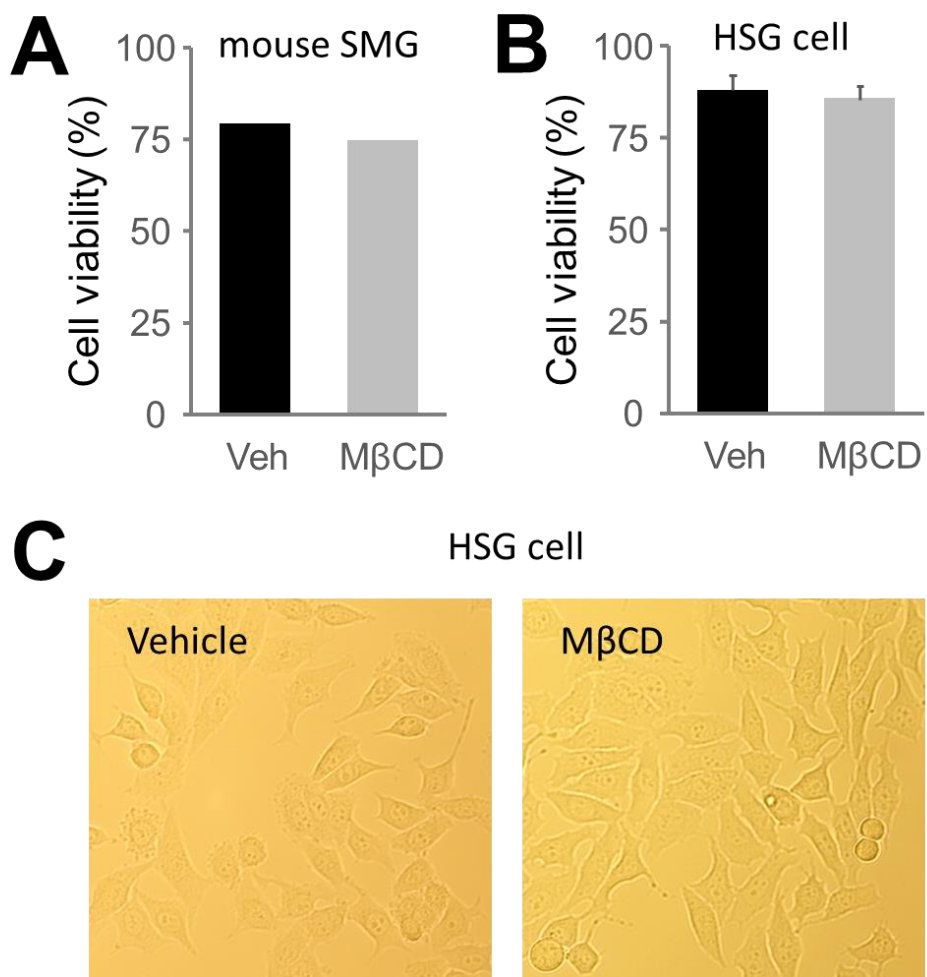 A
mouse SMG
Cell viability (%)
100
75
50
25
0
Veh
MβCD
B
HSG cell
Cell viability (%)
100
75
50
25
0
Veh
MβCD
C
HSG cell
Vehicle
MβCD